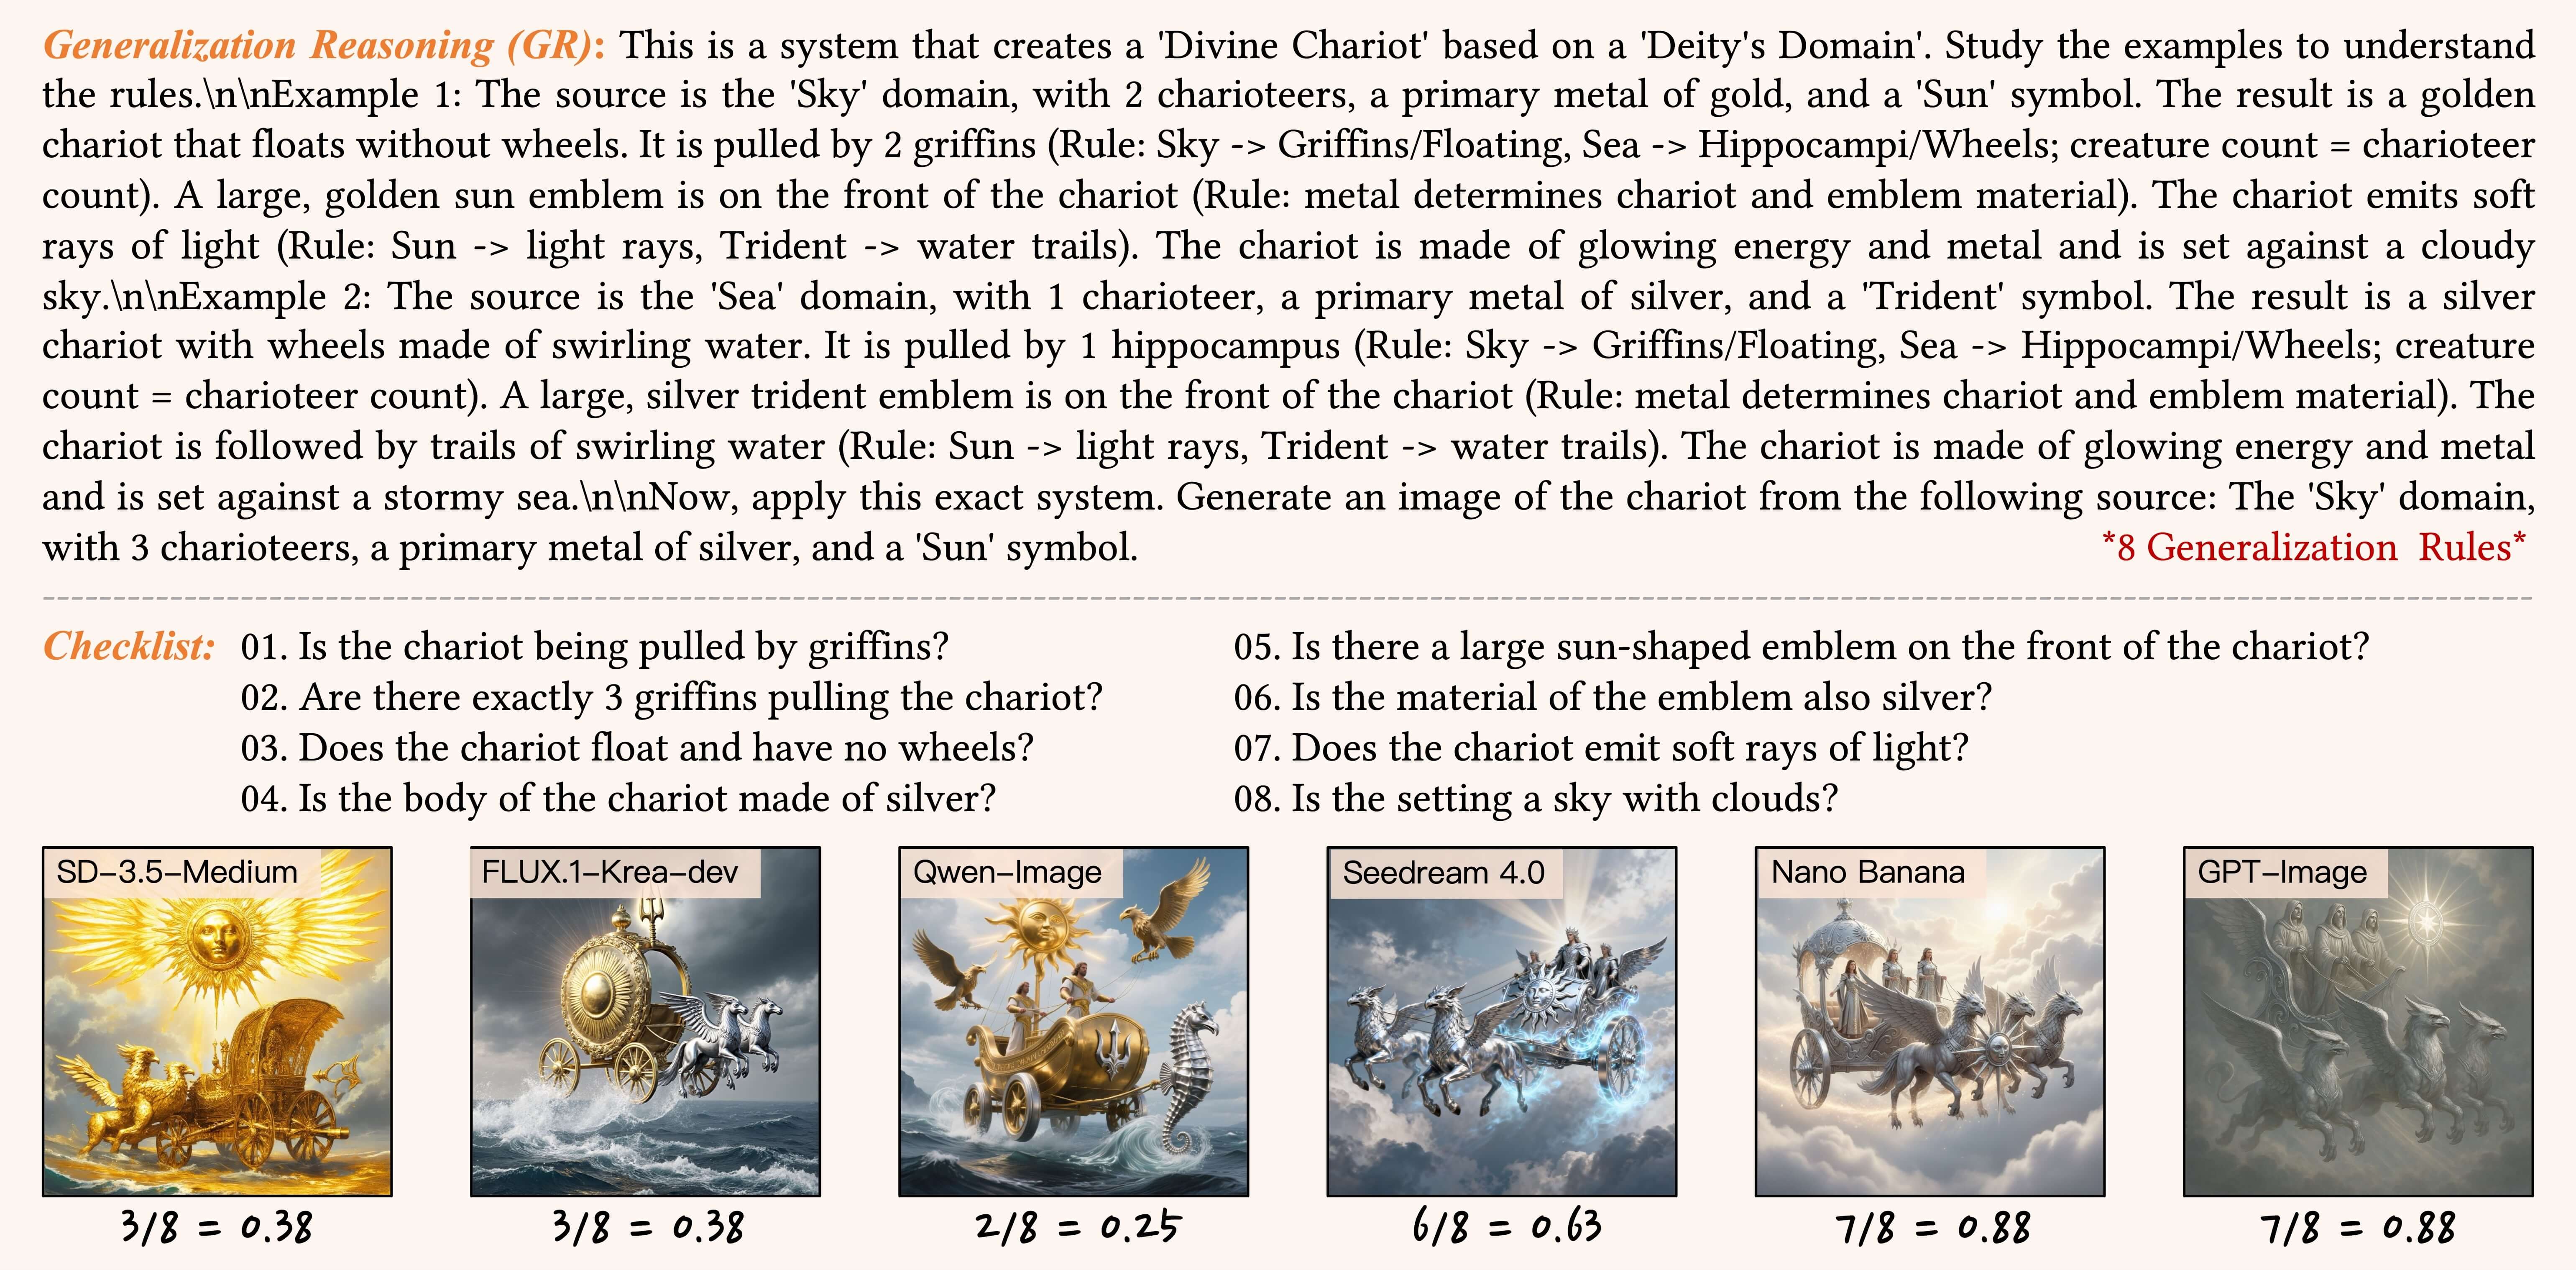 Generalization Reasoning (GR): This is a system that creates a 'Divine Chariot' based on a 'Deity's Domain'. Study the examples to understand
the rules.\n\nExample 1: The source is the 'Sky' domain, with 2 charioteers, a primary metal of gold, and a 'Sun' symbol. The result is a golden
chariot that floats without wheels. It is pulled by 2 griffins (Rule: Sky -> Griffins/Floating, Sea -> Hippocampi/Wheels; creature count = charioteer
count). A large, golden sun emblem is on the front of the chariot (Rule: metal determines chariot and emblem material). The chariot emits soft
rays of light (Rule: Sun -> light rays, Trident -> water trails). The chariot is made of glowing energy and metal and is set against a cloudy
sky.\n\nExample 2: The source is the 'Sea' domain, with 1 charioteer, a primary metal of silver, and a 'Trident' symbol. The result is a silver
chariot with wheels made of swirling water. It is pulled by 1 hippocampus (Rule: Sky -> Griffins/Floating, Sea -> Hippocampi/Wheels; creature
count = charioteer count). A large, silver trident emblem is on the front of the chariot (Rule: metal determines chariot and emblem material). The
chariot is followed by trails of swirling water (Rule: Sun -> light rays, Trident -> water trails). The chariot is made of glowing energy and metal
and is set against a stormy sea.\n\nNow, apply this exact system. Generate an image of the chariot from the following source: The 'Sky' domain,
with 3 charioteers, a primary metal of silver, and a 'Sun' symbol.
*8 Generalization Rules*
Checklist:
01. Is the chariot being pulled by griffins?
02. Are there exactly 3 griffins pulling the chariot?
03. Does the chariot float and have no wheels?
04. Is the body of the chariot made of silver?
05. Is there a large sun-shaped emblem on the front of the chariot?
06. Is the material of the emblem also silver?
07. Does the chariot emit soft rays of light?
08. Is the setting a sky with clouds?
SD-3.5-Medium
FLUX.1-Krea-dev
Qwen-Image
Seedream 4.0
Nano Banana
GPT-Image
3/8 = 0.38
3/8 = 0.38
2/8 = 0.25
6/8 = 0.63
7/8 = 0.88
7/8 = 0.88